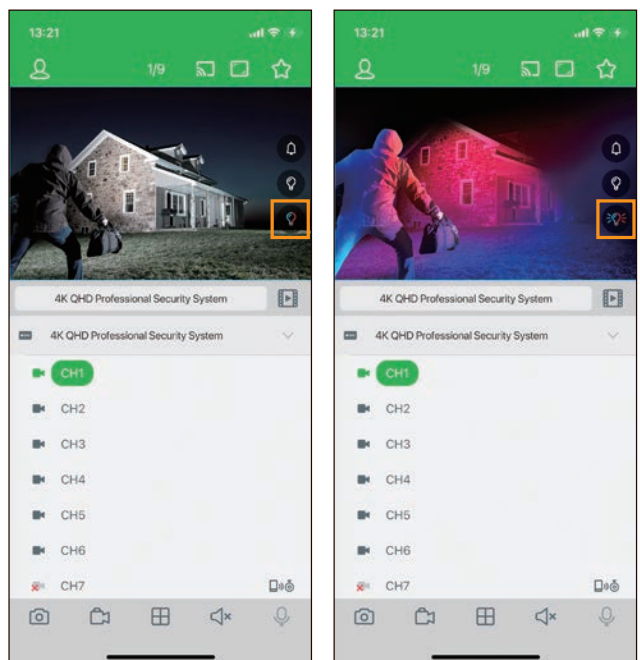 13:21
1/9
4K QHD Professional Security System
4K QHD Professional Security System
CH1
CH2
CH3
CH4
CH5
CH6
CH7
13:21
1/9
4K QHD Professional Security System
4K QHD Professional Security System
CH1
CH2
CH3
CH4
CH5
CH6
CH7